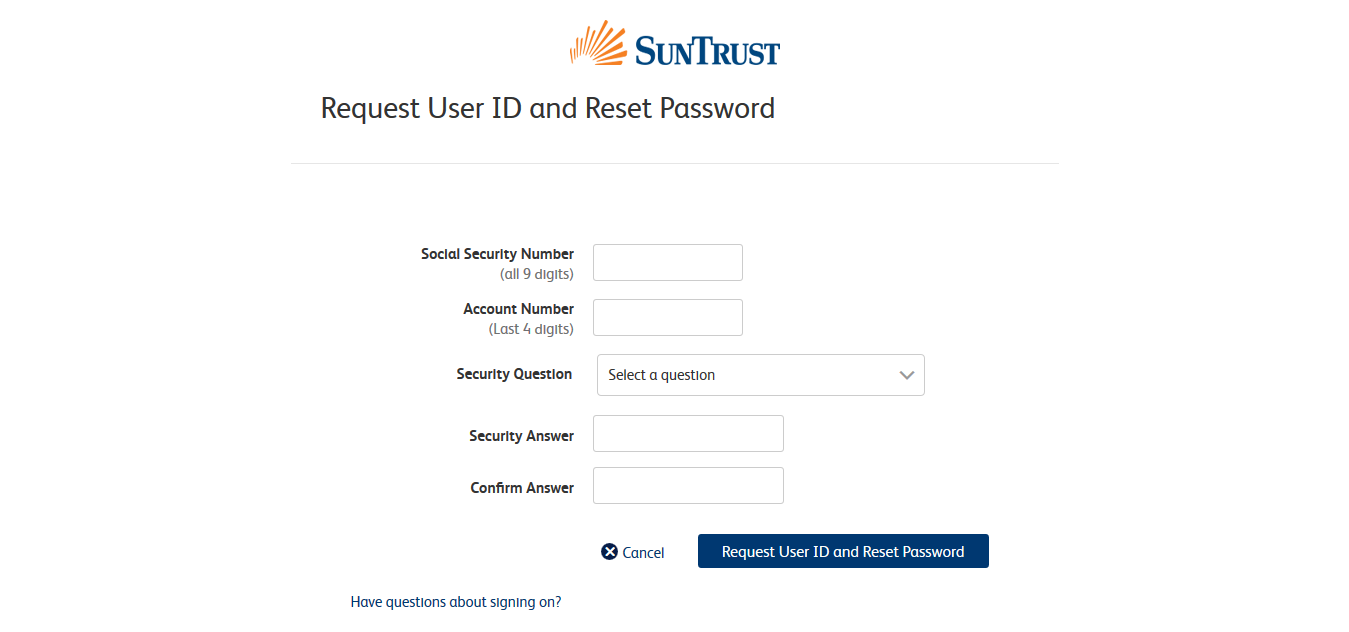 SUNTRUST
Request User ID and Reset Password
Social Security Number
(all 9 digits)
Account Number
(Last 4 digits)
Security Question
Select a question
Security Answer
Confirm Answer
Cancel
Request User ID and Reset Password
Have questions about signing on?